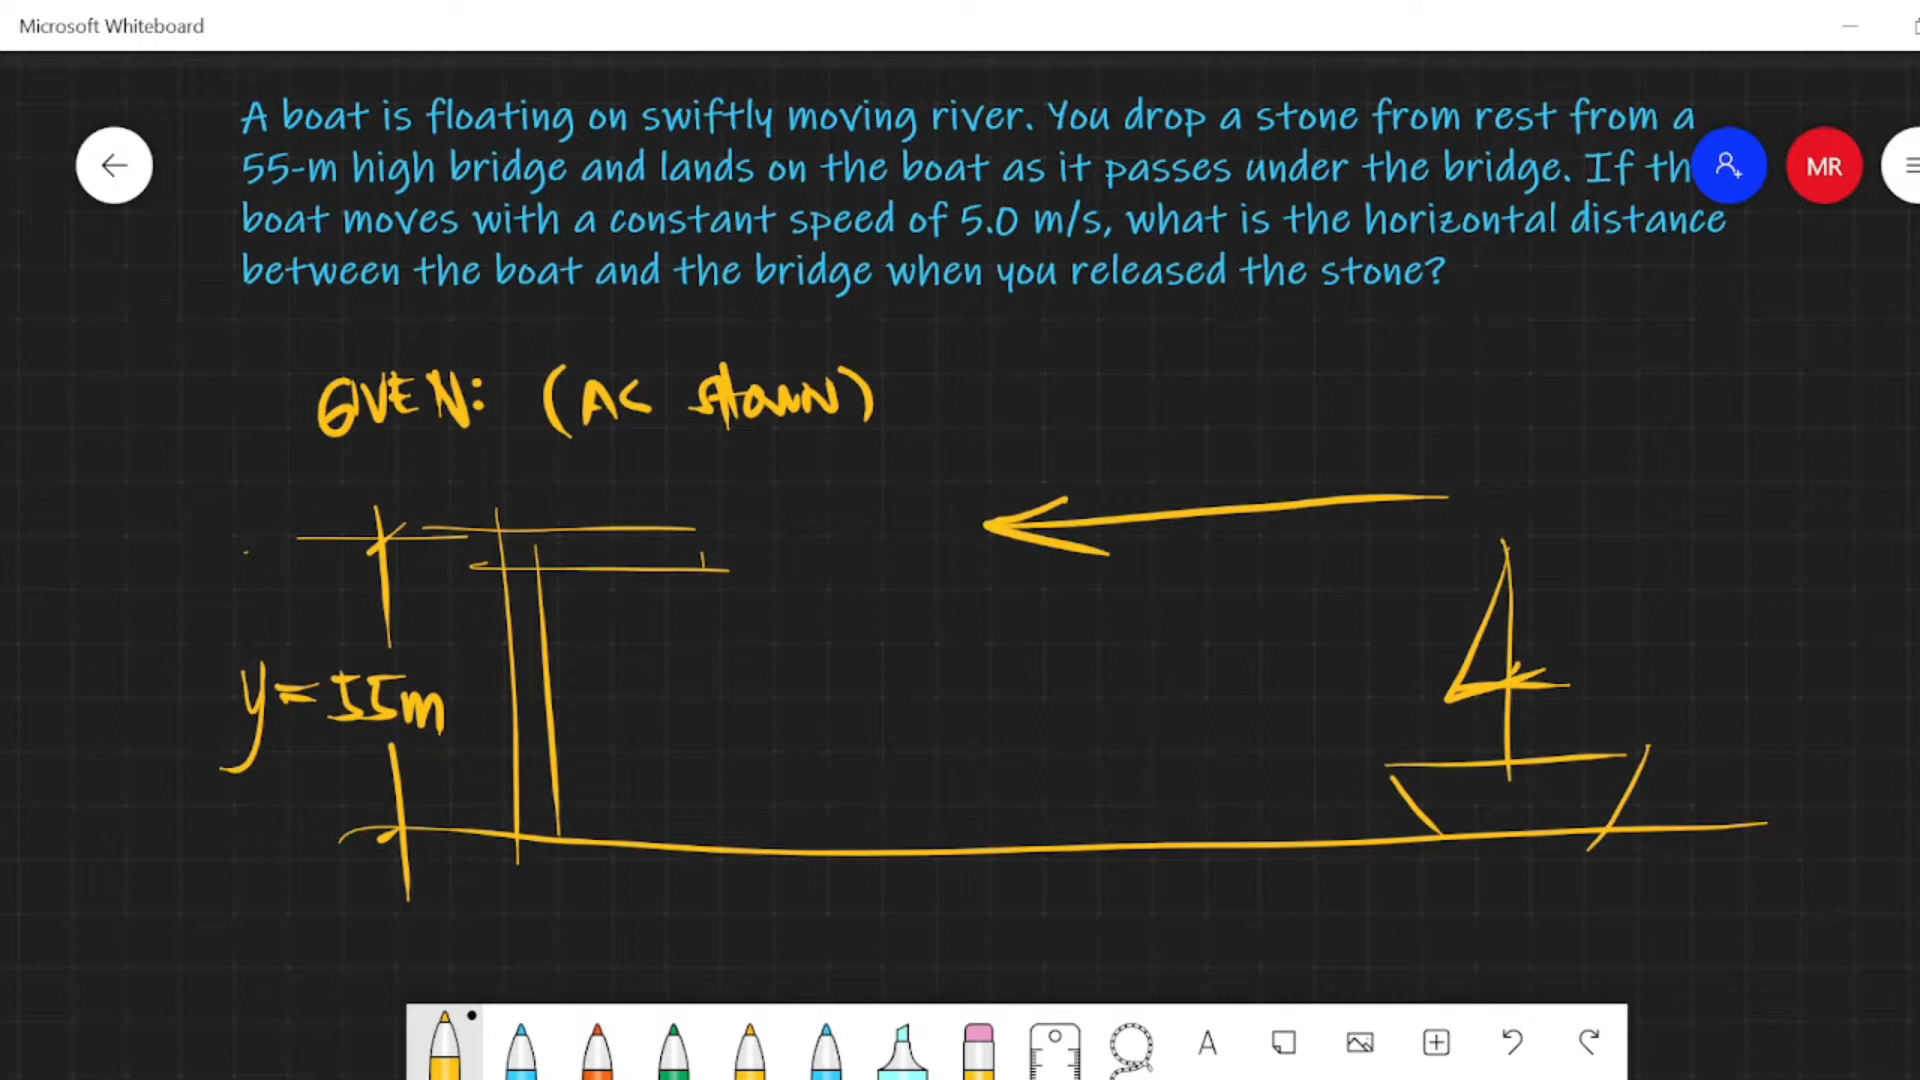 Microsoft Whiteboard
A boat is floating on swiftly moving river. You drop a stone from rest from a
55-m high bridge and lands on the boat as it passes under the bridge. If th
MR
boat moves with a constant speed of 5.0 m/s, what is the horizontal distance
between the boat and the bridge when you released the stone?
GIVEN: (AS SHOWN)
y = 55m
A